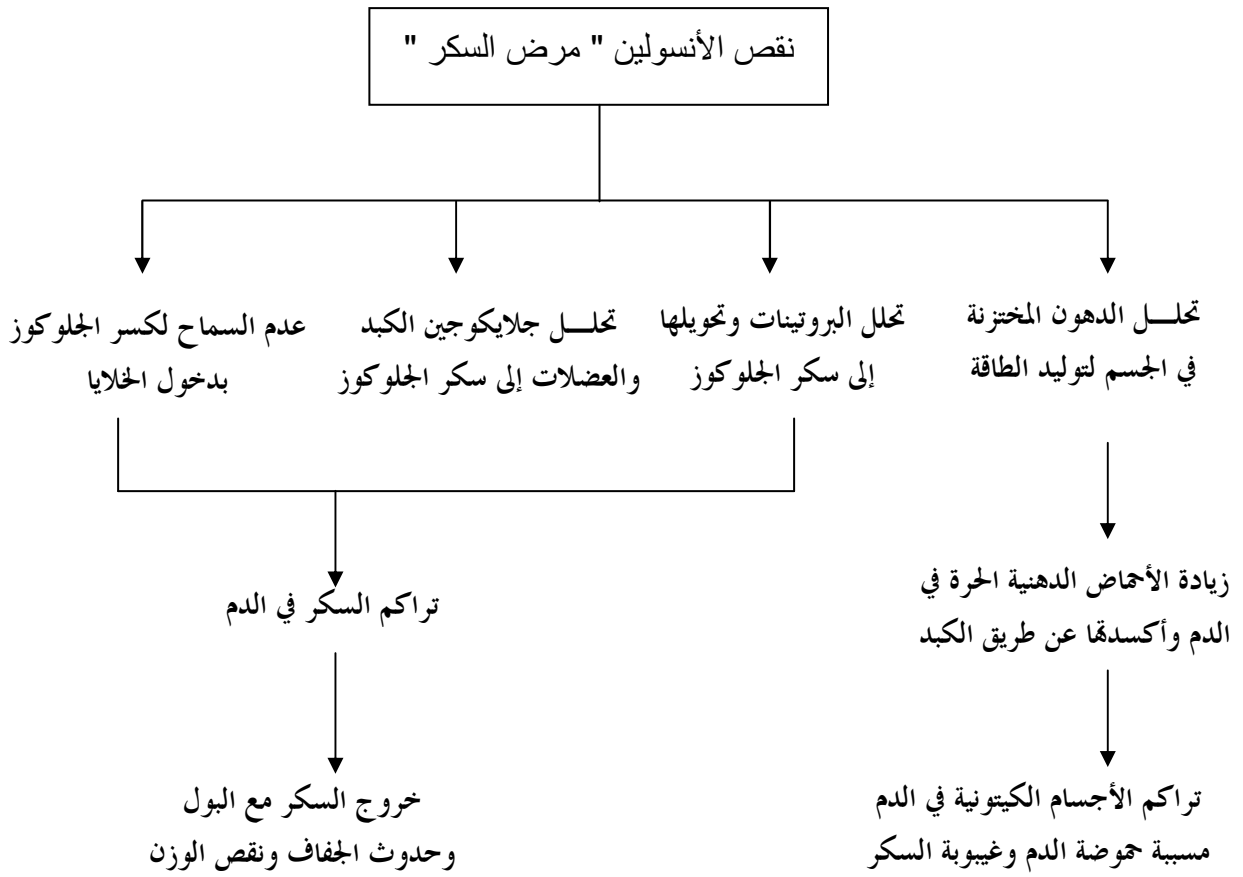 نقص الأنسولين " مرض السكر "
تحلـــل الدهون المختزنة
في الجسم لتوليد الطاقة
تحلل البروتينات وتحويلها
إلى سكر الجلوكوز
تحلـــل جلايكوجين الكبد
والعضلات إلى سكر الجلوكوز
عدم السماح لكسر الجلوكوز
بدخول الخلايا
زيادة الأحماض الدهنية الحرة في
الدم وأكسدتها عن طريق الكبد
تراكم السكر في الدم
تراكم الأجسام الكيتونية في الدم
مسببة حموضة الدم وغيبوبة السكر
خروج السكر مع البول
وحدوث الجفاف ونقص الوزن